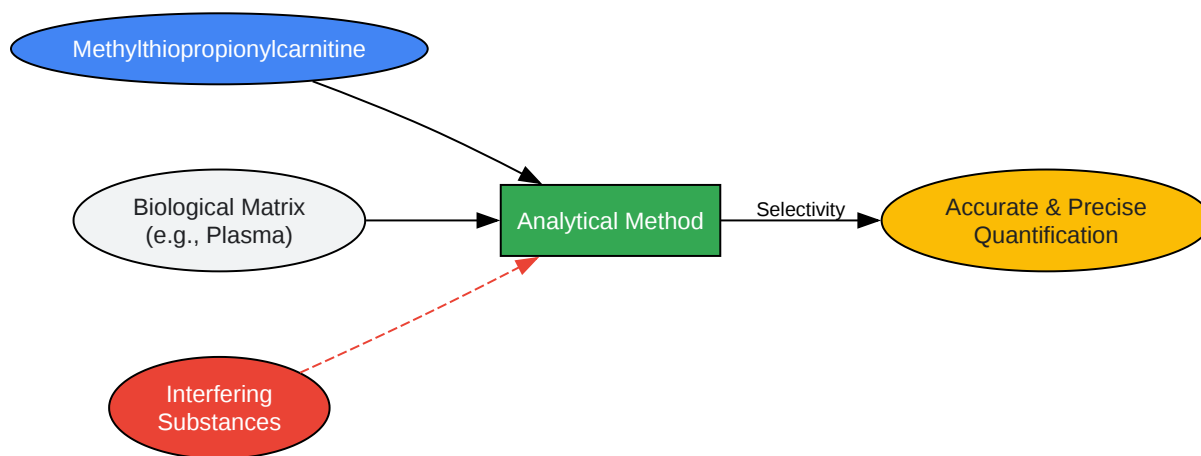 Methylthiopropionylcarnitine
Biological Matrix
(e.g., Plasma)
Analytical Method
Selectivity
Accurate & Precise
Quantification
Interfering
Substances